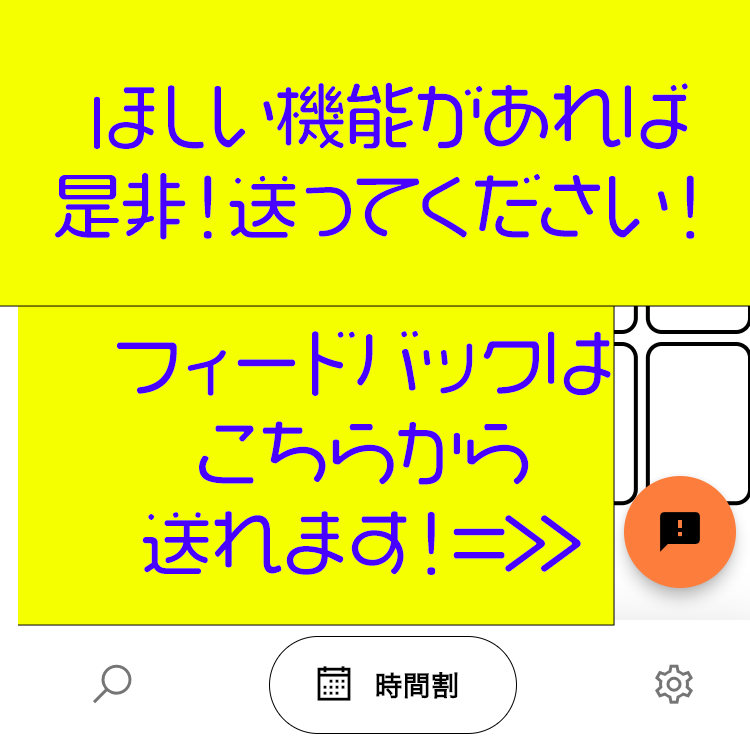 ほしい機能があれば
是非!送ってください!
フィードバックは
こちらから
送れます!=>>
時間割